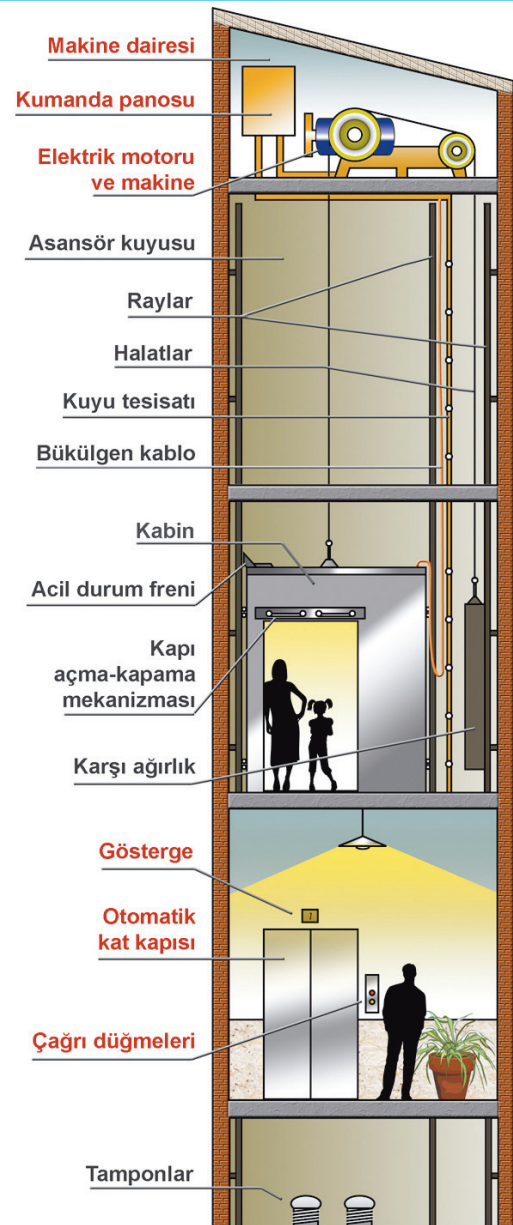 Makine dairesi
Kumanda panosu
Elektrik motoru
ve makine
Asansör kuyusu
Raylar
Halatlar
Kuyu tesisatı
Bükülgen kablo
Kabin
Acil durum freni
Kapı
açma-kapama
mekanizması
Karşı ağırlık
Gösterge
1
Otomatik
kat kapısı
Çağrı düğmeleri
Tamponlar